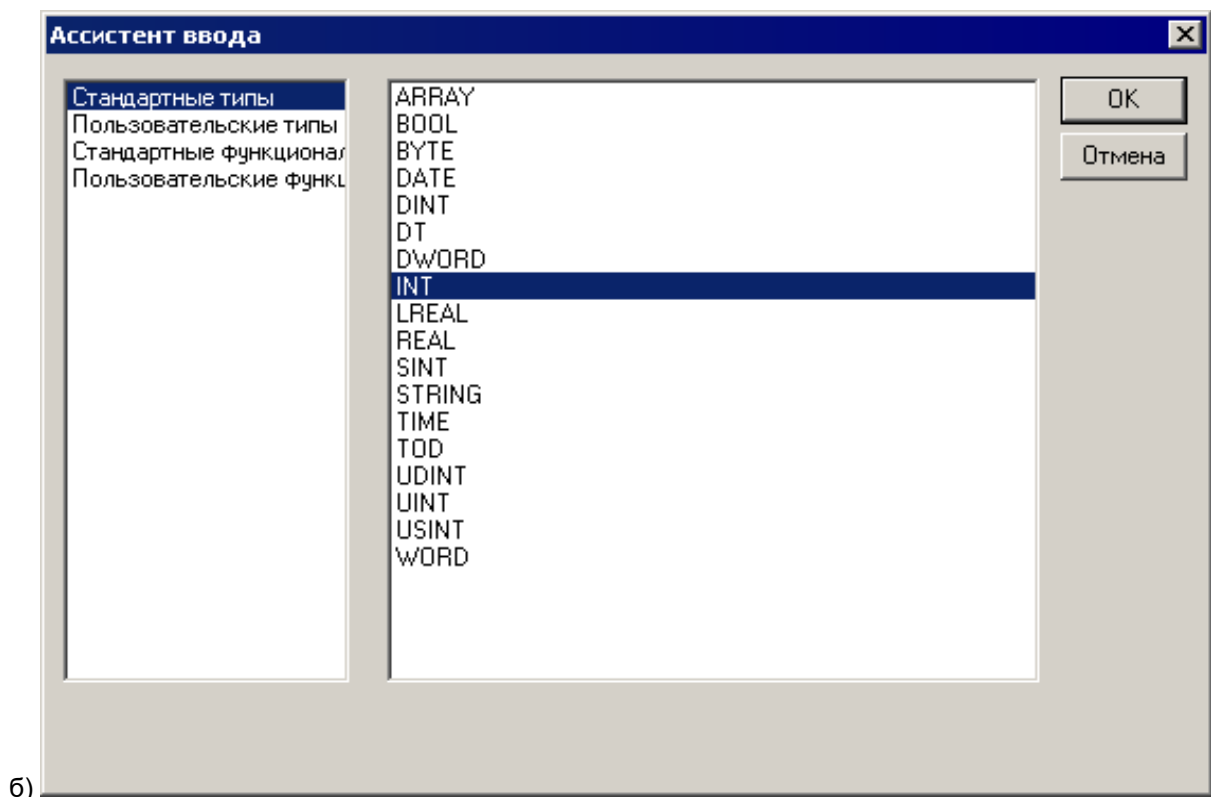 Ассистент ввода
Стандартные типы
Пользовательские типы
Стандартные функционал
Пользовательские функц
ARRAY
BOOL
BYTE
DATE
DINT
DT
DWORD
INT
LREAL
REAL
SINT
STRING
TIME
TOD
UDINT
UINT
USINT
WORD
OK
Отмена
б)